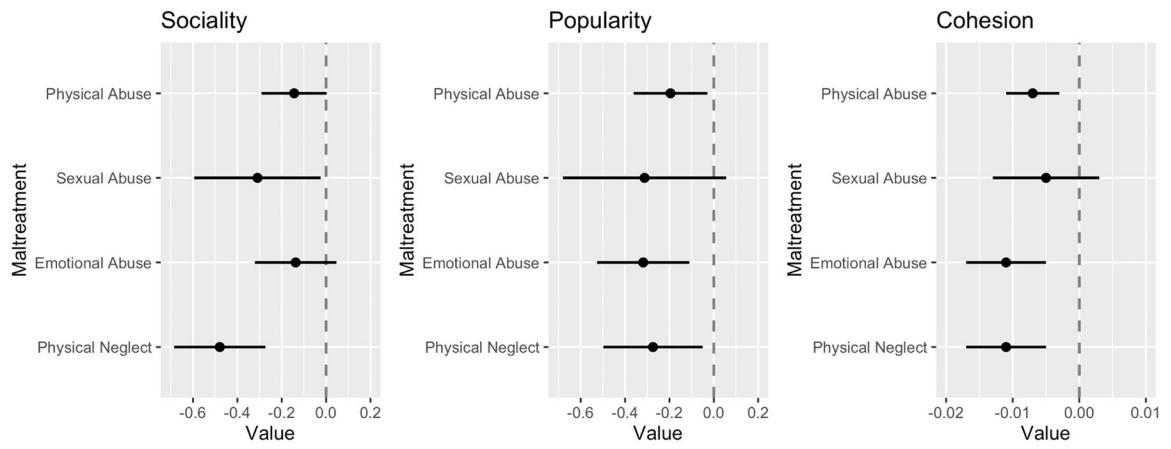 Sociality
Maltreatment
Physical Abuse
Sexual Abuse
Emotional Abuse
Physical Neglect
-0.6 -0.4 -0.2 0.0 0.2
Value
Popularity
Maltreatment
Physical Abuse
Sexual Abuse
Emotional Abuse
Physical Neglect
-0.6 -0.4 -0.2 0.0 0.2
Value
Cohesion
Maltreatment
Physical Abuse
Sexual Abuse
Emotional Abuse
Physical Neglect
-0.02 -0.01 0.00 0.01
Value